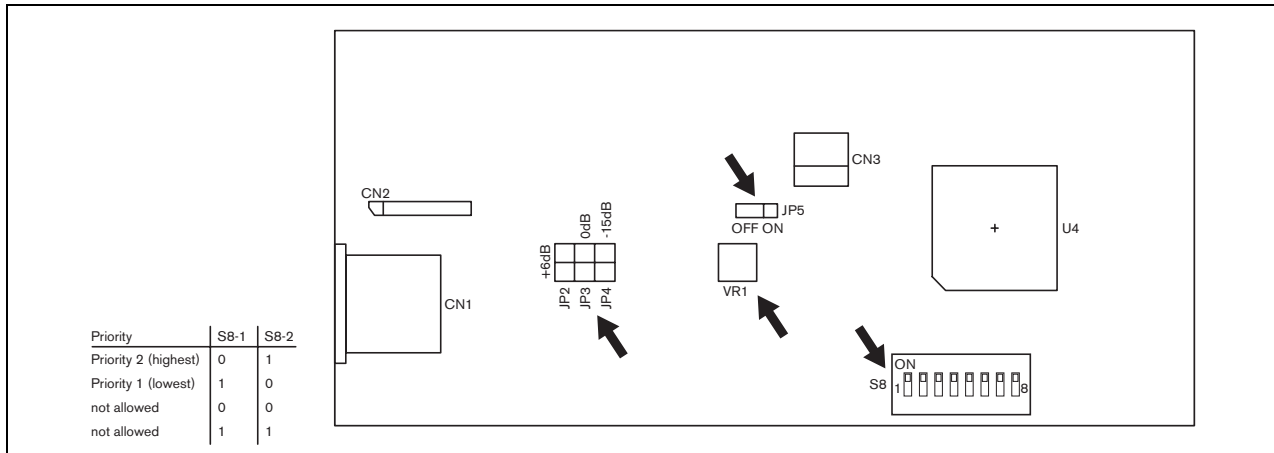 CN3
CN2
JP5
OFF ON
+6dB
0dB
-15dB
U4
JP2
JP3
JP4
VR1
CN1
Priority S8-1 S8-2
Priority 2 (highest) 0 1
Priority 1 (lowest) 1 0
not allowed 0 0
not allowed 1 1
ON
S8 1 8